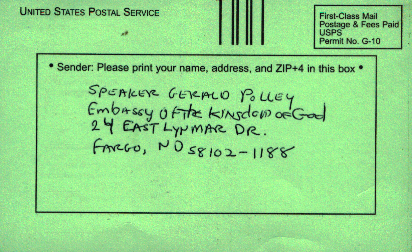 UNITED STATES POSTAL SERVICE
First-Class Mail
Postage & Fees Paid
USPS
Permit No. G-10
• Sender: Please print your name, address, and ZIP+4 in this box •
SPEAKER GERALD POLLEY
Embassy OF The KINGDOM OF God
24 EAST LYNMAR DR.
FARGO, ND 58102-1188